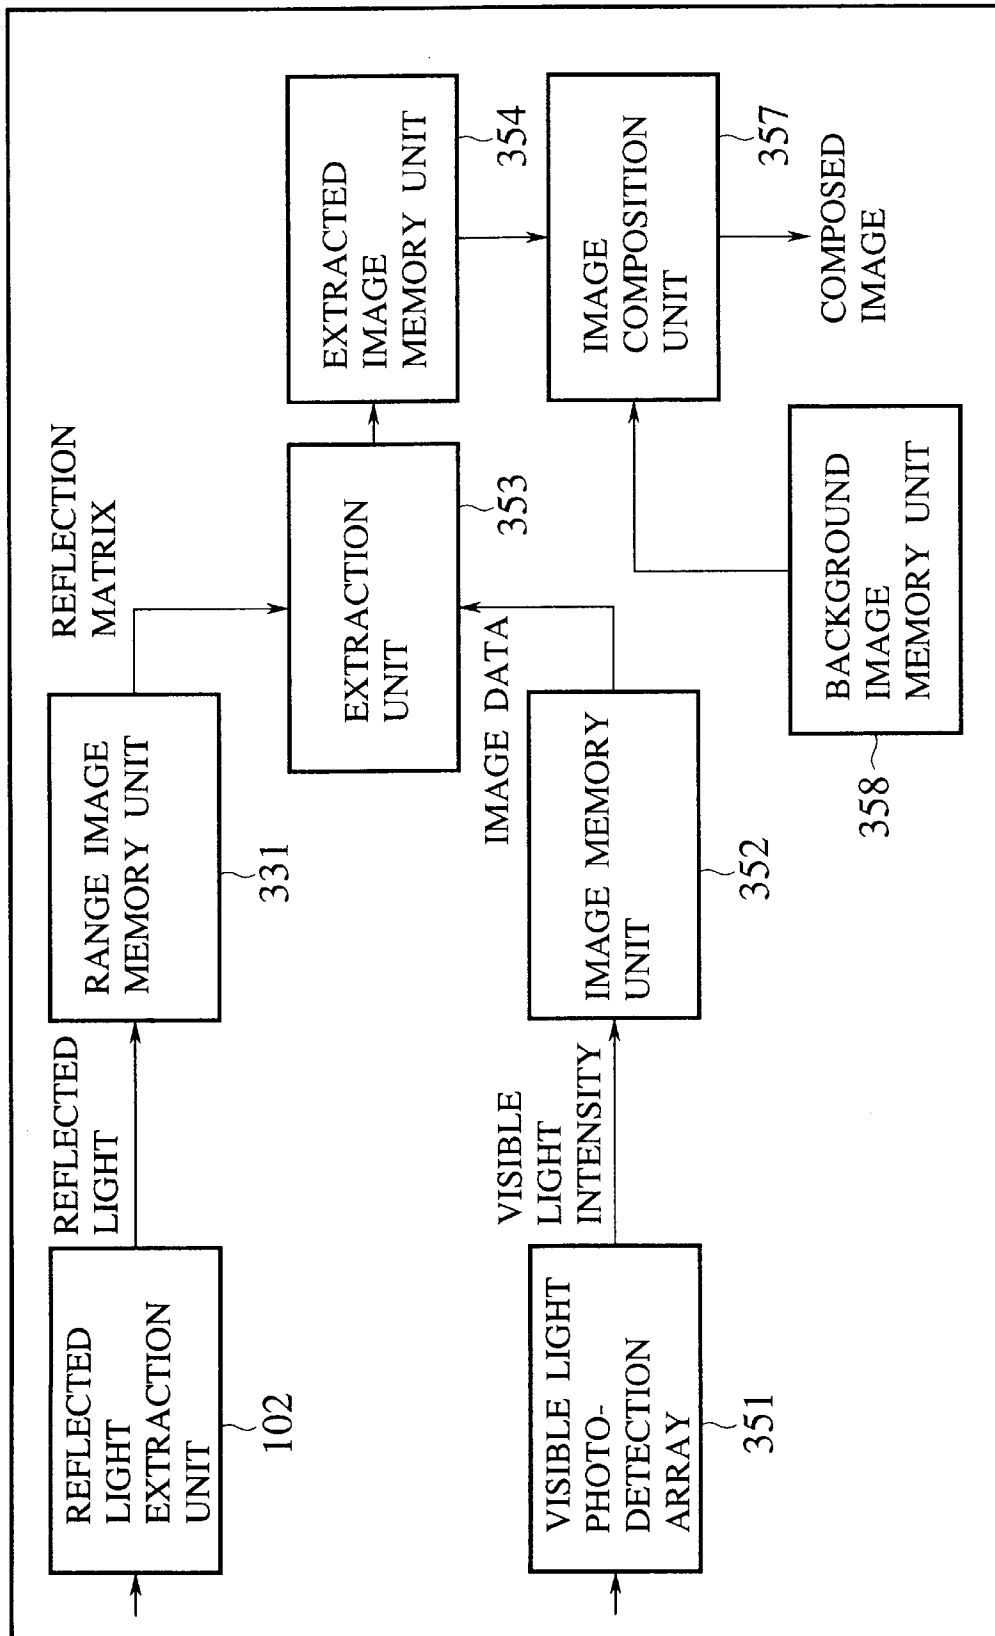 REFLECTED
LIGHT
EXTRACTION
UNIT
102
REFLECTED
LIGHT
RANGE IMAGE
MEMORY UNIT
331
REFLECTION
MATRIX
EXTRACTION
UNIT
353
EXTRACTED
IMAGE
MEMORY UNIT
354
VISIBLE LIGHT
PHOTO-
DETECTION
ARRAY
351
VISIBLE
LIGHT
INTENSITY
IMAGE MEMORY
UNIT
352
IMAGE DATA
IMAGE
COMPOSITION
UNIT
357
BACKGROUND
IMAGE
MEMORY UNIT
358
COMPOSED
IMAGE